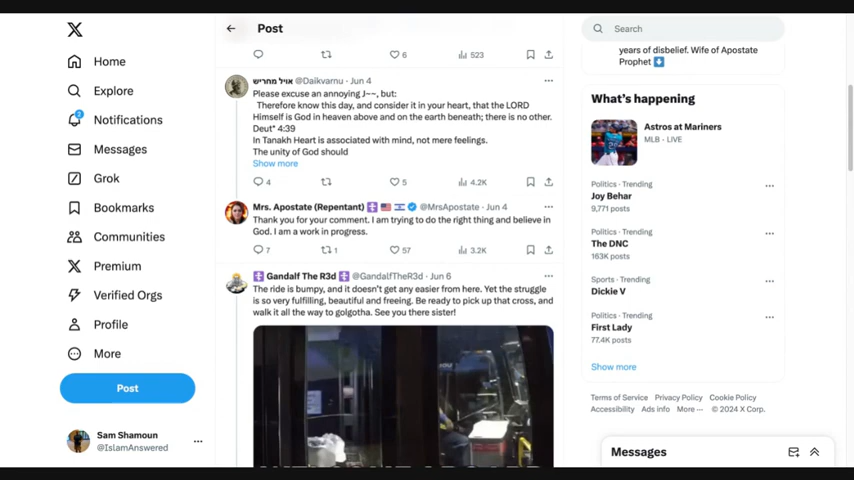 Home
Explore
2
Notifications
Messages
Grok
Bookmarks
Communities
Premium
Verified Orgs
Profile
More
Post
Sam Shamoun
@IslamAnswered
Post
6
523
אויל מחריש @Daikvamu · Jun 4
Please excuse an annoying J~~, but:
Therefore know this day, and consider it in your heart, that the LORD
Himself is God in heaven above and on the earth beneath; there is no other.
Deut* 4:39
In Tanakh Heart is associated with mind, not mere feelings.
The unity of God should
Show more
4
5
4.2K
Mrs. Apostate (Repentant) @MrsApostate · Jun 4
Thank you for your comment. I am trying to do the right thing and believe in
God. I am a work in progress.
7
1
57
3.2K
Gandalf The R3d @GandalfTheR3d · Jun 6
The ride is bumpy, and it doesn't get any easier from here. Yet the struggle
is so very fulfilling, beautiful and freeing. Be ready to pick up that cross, and
walk it all the way to golgotha. See you there sister!
Search
years of disbelief. Wife of Apostate
Prophet
What's happening
Astros at Mariners
MLB · LIVE
Politics · Trending
Joy Behar
9,771 posts
Politics · Trending
The DNC
163K posts
Sports · Trending
Dickie V
Politics · Trending
First Lady
77.4K posts
Show more
Terms of Service Privacy Policy Cookie Policy
Accessibility Ads info More ··· © 2024 X Corp.
Messages